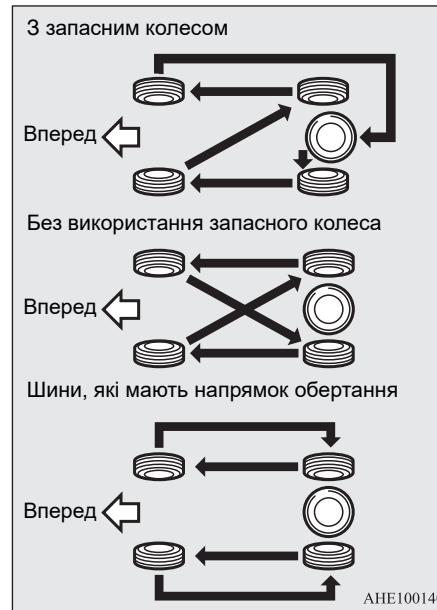 З запасним колесом
Вперед
Без використання запасного колеса
Вперед
Шини, які мають напрямок обертання
Вперед